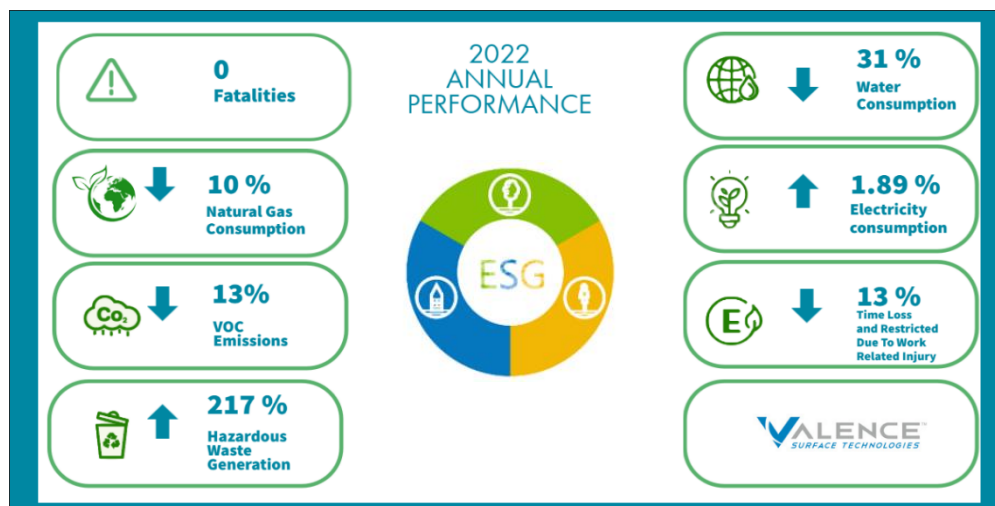 2022
ANNUAL
PERFORMANCE
0
Fatalities
10 %
Natural Gas
Consumption
Co₂
13%
VOC
Emissions
217 %
Hazardous
Waste
Generation
ESG
31 %
Water
Consumption
1.89 %
Electricity
consumption
E
13 %
Time Loss
and Restricted
Due To Work
Related Injury
VALENCE™
SURFACE TECHNOLOGIES